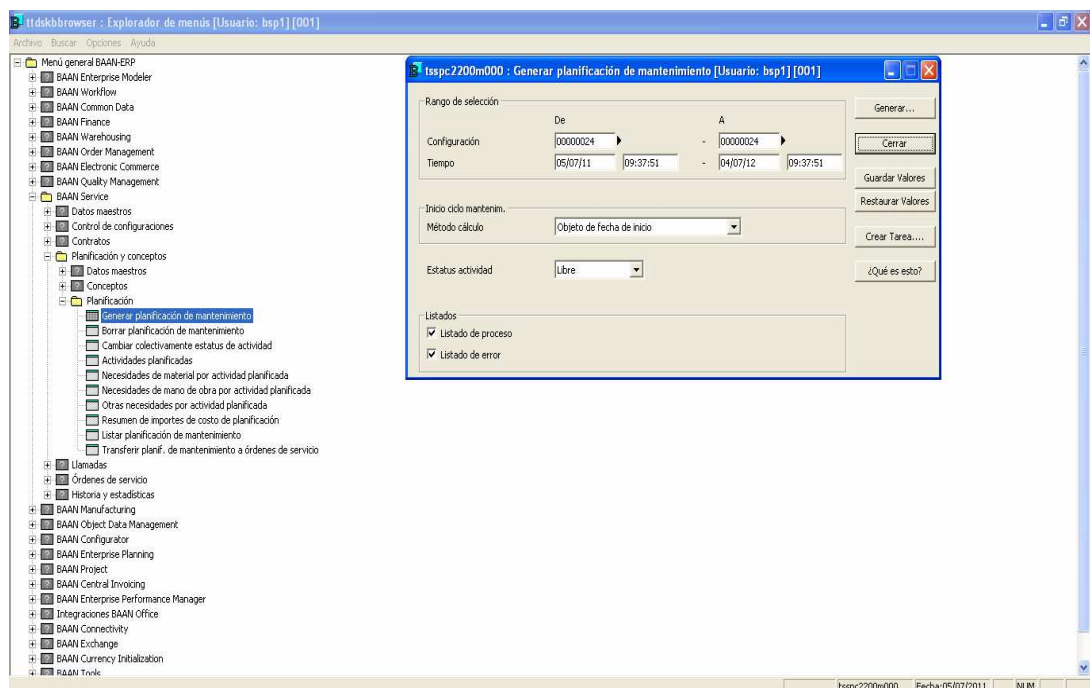 ttdskbbrowser : Explorador de menús [Usuario: bsp1] [001]
Archivo Buscar Opciones Ayuda
Menú general BAAN-ERP
BAAN Enterprise Modeler
BAAN Workflow
BAAN Common Data
BAAN Finance
BAAN Warehousing
BAAN Order Management
BAAN Electronic Commerce
BAAN Quality Management
BAAN Service
Datos maestros
Control de configuraciones
Contratos
Planificación y conceptos
Datos maestros
Conceptos
Planificación
Generar planificación de mantenimiento
Borrar planificación de mantenimiento
Cambiar colectivamente estatus de actividad
Actividades planificadas
Necesidades de material por actividad planificada
Necesidades de mano de obra por actividad planificada
Otras necesidades por actividad planificada
Resumen de importes de costo de planificación
Listar planificación de mantenimiento
Transferir planif. de mantenimiento a órdenes de servicio
Llamadas
Órdenes de servicio
Historia y estadísticas
BAAN Manufacturing
BAAN Object Data Management
BAAN Configurator
BAAN Enterprise Planning
BAAN Project
BAAN Central Invoicing
BAAN Enterprise Performance Manager
Integraciones BAAN Office
BAAN Connectivity
BAAN Exchange
BAAN Currency Initialization
BAAN Tools
tsspc2200m000 : Generar planificación de mantenimiento [Usuario: bsp1] [001]
Rango de selección
De A
Configuración 00000024 - 00000024
Tiempo 05/07/11 09:37:51 - 04/07/12 09:37:51
Inicio ciclo mantenim.
Método cálculo Objeto de fecha de inicio
Estatus actividad Libre
Listados
Listado de proceso
Listado de error
Generar...
Cerrar
Guardar Valores
Restaurar Valores
Crear Tarea....
¿Qué es esto?
tsspc2200m000 Fecha:05/07/2011 NUM